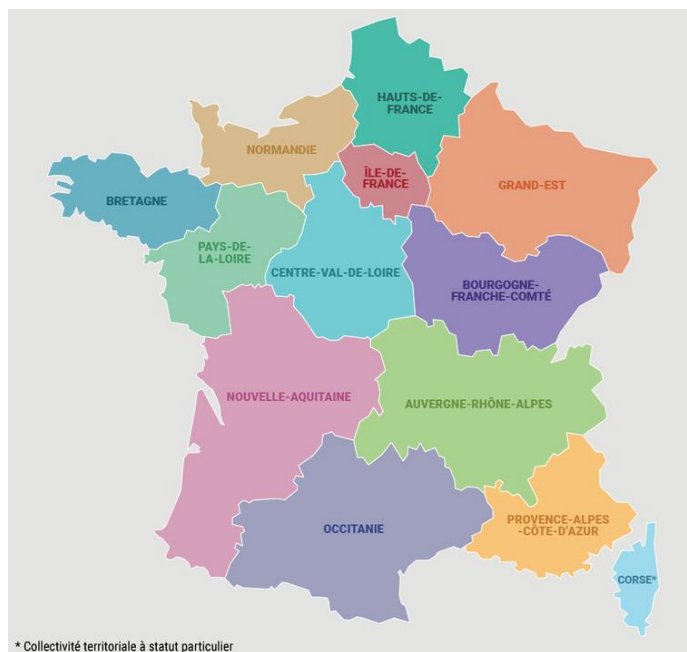 HAUTS-DE-
FRANCE
NORMANDIE
ÎLE-DE-
FRANCE
GRAND-EST
BRETAGNE
PAYS-DE-
LA-LOIRE
CENTRE-VAL-DE-LOIRE
BOURGOGNE-
FRANCHE-COMTÉ
NOUVELLE-AQUITAINE
AUVERGNE-RHÔNE-ALPES
OCCITANIE
PROVENCE-ALPES
-CÔTE-D'AZUR
CORSE*
* Collectivité territoriale à statut particulier